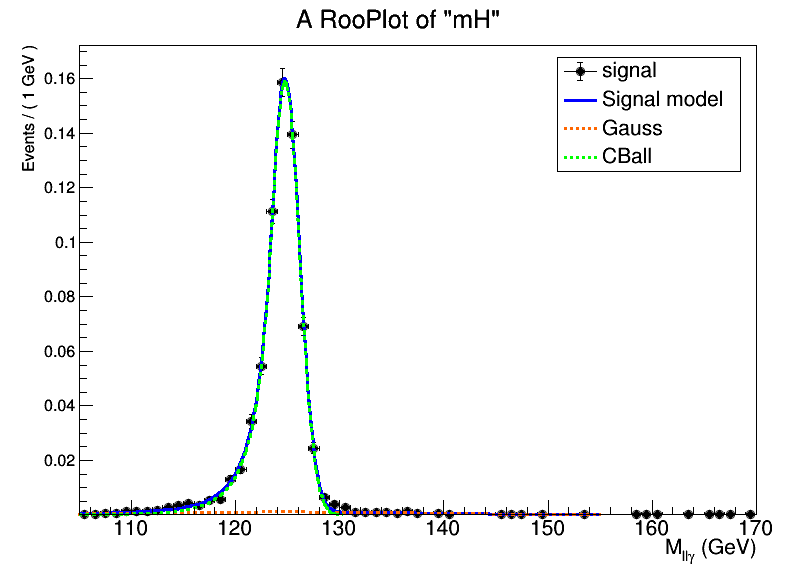 A RooPlot of "mH"
Events / ( 1 GeV )
0.16
0.14
0.12
0.1
0.08
0.06
0.04
0.02
signal
Signal model
Gauss
CBall
110 120 130 140 150 160 170
M_llγ (GeV)